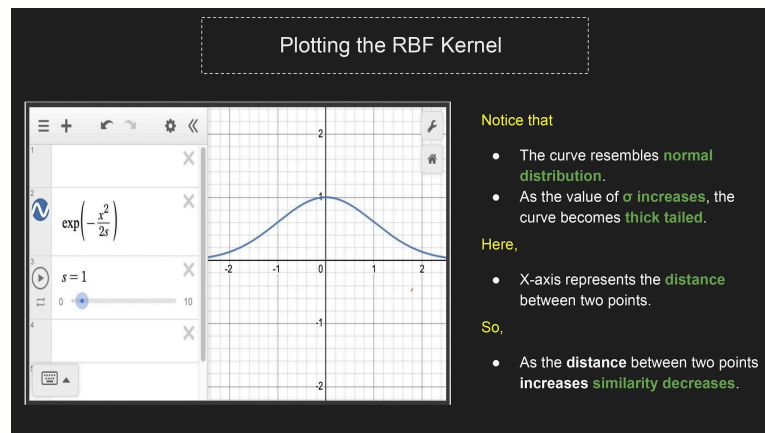 Plotting the RBF Kernel
1
2
exp(-x²/2s)
3
s = 1
0
10
4
5
2
1
-2
-1
0
1
2
-1
-2
Notice that
● The curve resembles normal
distribution.
● As the value of σ increases, the
curve becomes thick tailed.
Here,
● X-axis represents the distance
between two points.
So,
● As the distance between two points
increases similarity decreases.